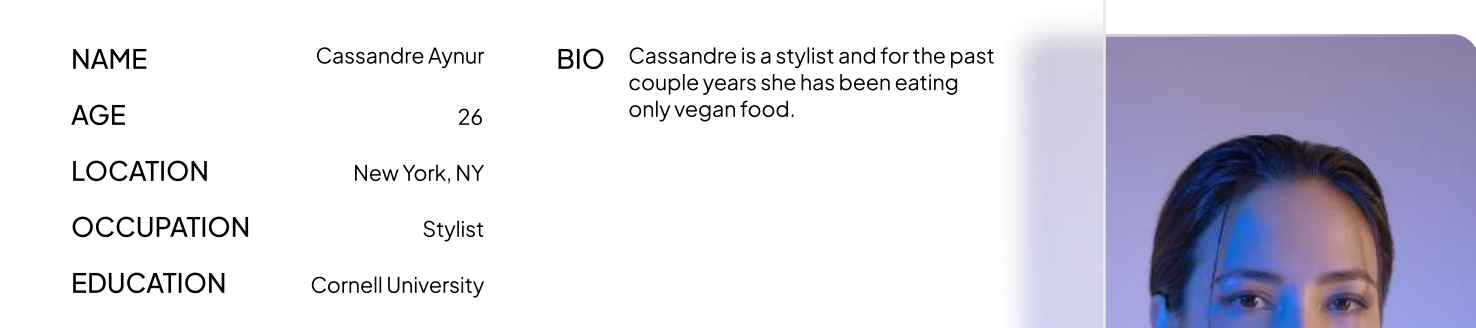 NAME Cassandre Aynur
AGE 26
LOCATION New York, NY
OCCUPATION Stylist
EDUCATION Cornell University
BIO Cassandre is a stylist and for the past
couple years she has been eating
only vegan food.